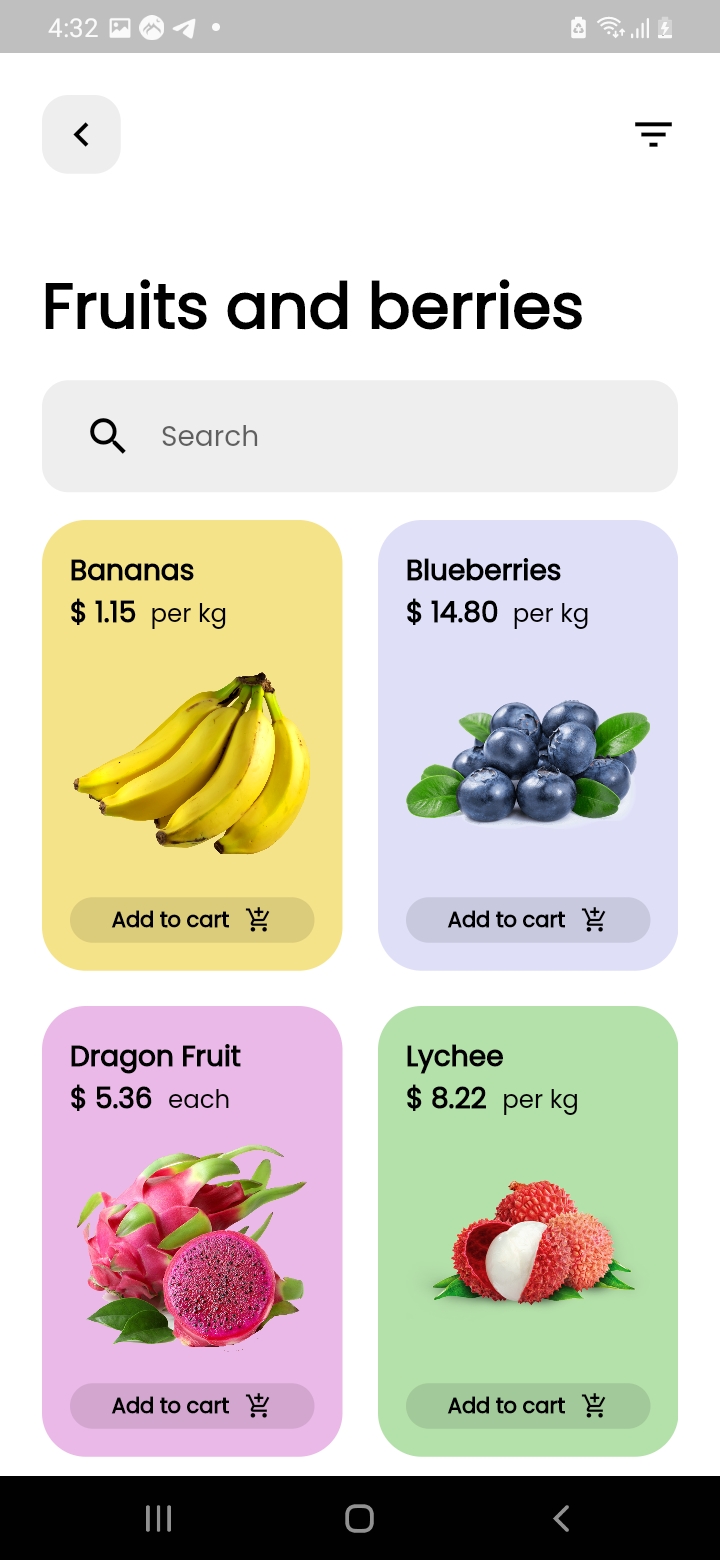 4:32
Fruits and berries
Search
Bananas
$ 1.15 per kg
Add to cart
Blueberries
$ 14.80 per kg
Add to cart
Dragon Fruit
$ 5.36 each
Add to cart
Lychee
$ 8.22 per kg
Add to cart